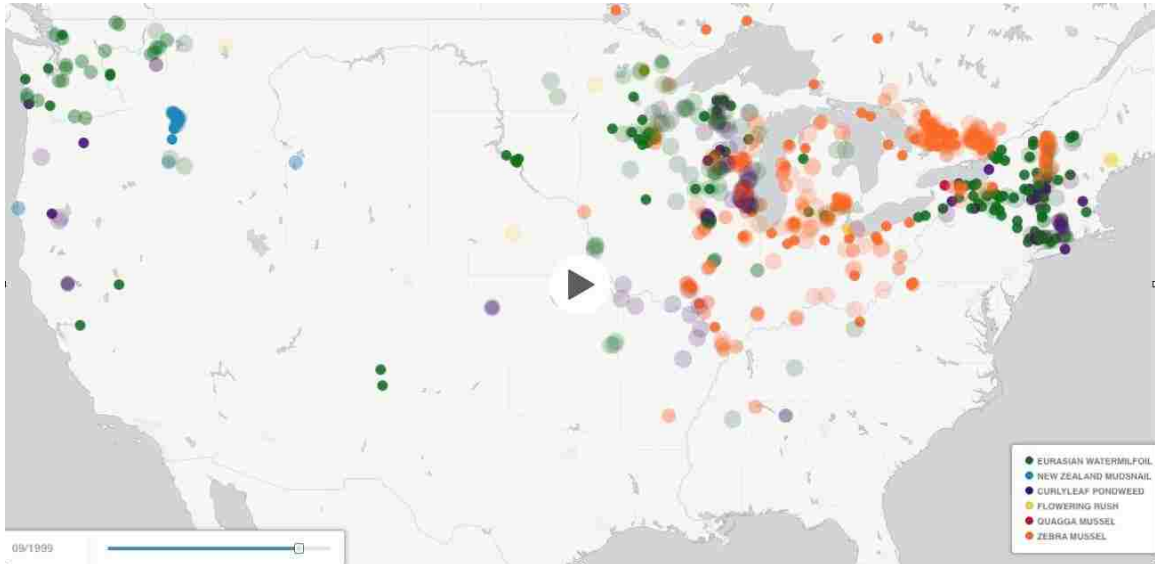 EURASIAN WATERMILFOIL
NEW ZEALAND MUDSNAIL
CURLYLEAF PONDWEED
FLOWERING RUSH
QUAGGA MUSSEL
ZEBRA MUSSEL
09/1999